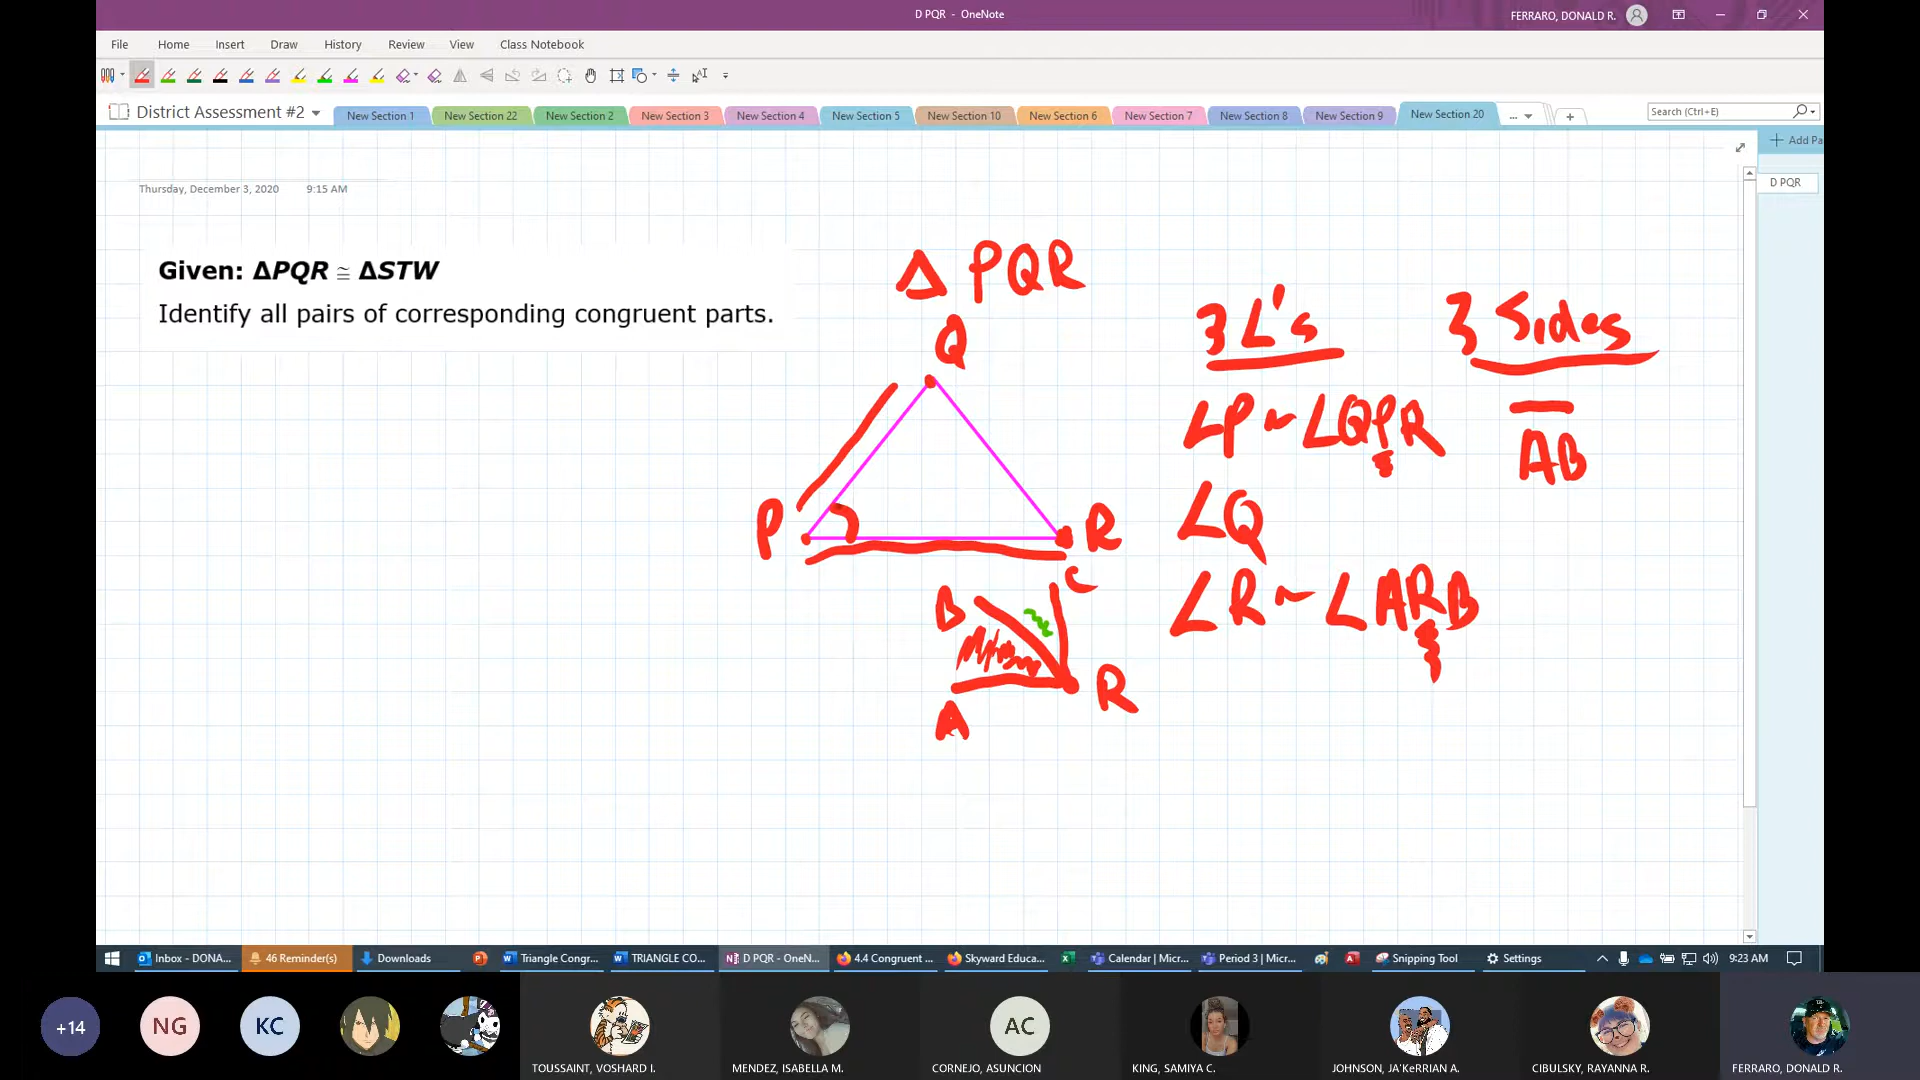 D PQR - OneNote
FERRARO, DONALD R.
File Home Insert Draw History Review View Class Notebook
District Assessment #2
New Section 1 New Section 22 New Section 2 New Section 3 New Section 4 New Section 5 New Section 10 New Section 6 New Section 7 New Section 8 New Section 9 New Section 20 ...
Search (Ctrl+E)
Add Pa
D PQR
Thursday, December 3, 2020 9:15 AM
Given: ΔPQR ≅ ΔSTW
Identify all pairs of corresponding congruent parts.
Δ PQR
Q
P
R
B
C
A
R
3 ∠'s
∠P ~ ∠QPR
∠Q
∠R ~ ∠ARB
3 Sides
AB
Inbox - DONA... 46 Reminder(s) Downloads Triangle Congr... TRIANGLE CO... D PQR - OneN... 4.4 Congruent ... Skyward Educa... Calendar | Micr... Period 3 | Micr... Snipping Tool Settings 9:23 AM
+14 NG KC AC
TOUSSAINT, VOSHARD I. MENDEZ, ISABELLA M. CORNEJO, ASUNCION KING, SAMIYA C. JOHNSON, JA'KeRRIAN A. CIBULSKY, RAYANNA R. FERRARO, DONALD R.